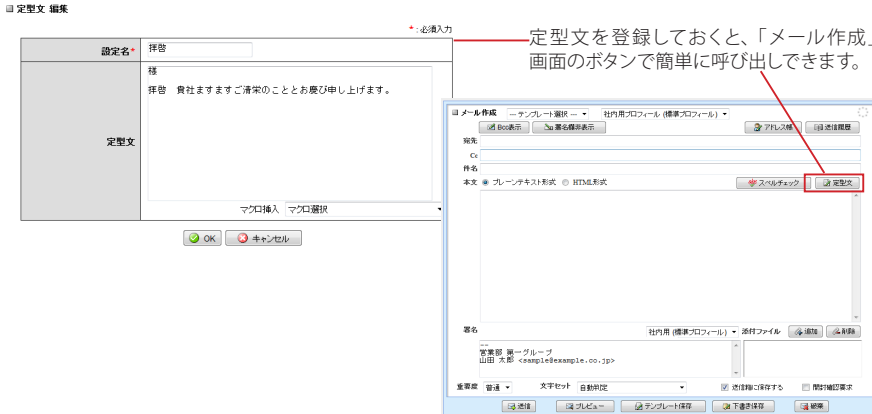 定型文 編集
*：必須入力
設定名*
拝啓
定型文
様
拝啓　貴社ますますご清栄のこととお慶び申し上げます。
マクロ挿入 マクロ選択
OK キャンセル
定型文を登録しておくと、「メール作成」
画面のボタンで簡単に呼び出しできます。
メール作成 --- テンプレート選択 --- 社内用プロフィール (標準プロフィール)
Bcc表示 署名欄非表示 アドレス帳 送信履歴
宛先
Cc
件名
本文 プレーンテキスト形式 HTML形式 スペルチェック 定型文
署名 社内用 (標準プロフィール) 添付ファイル 追加 削除
--
営業部 第一グループ
山田 太郎 <sample@example.co.jp>
重要度 普通 文字セット 自動判定 送信箱に保存する 開封確認要求
送信 プレビュー テンプレート保存 下書き保存 破棄